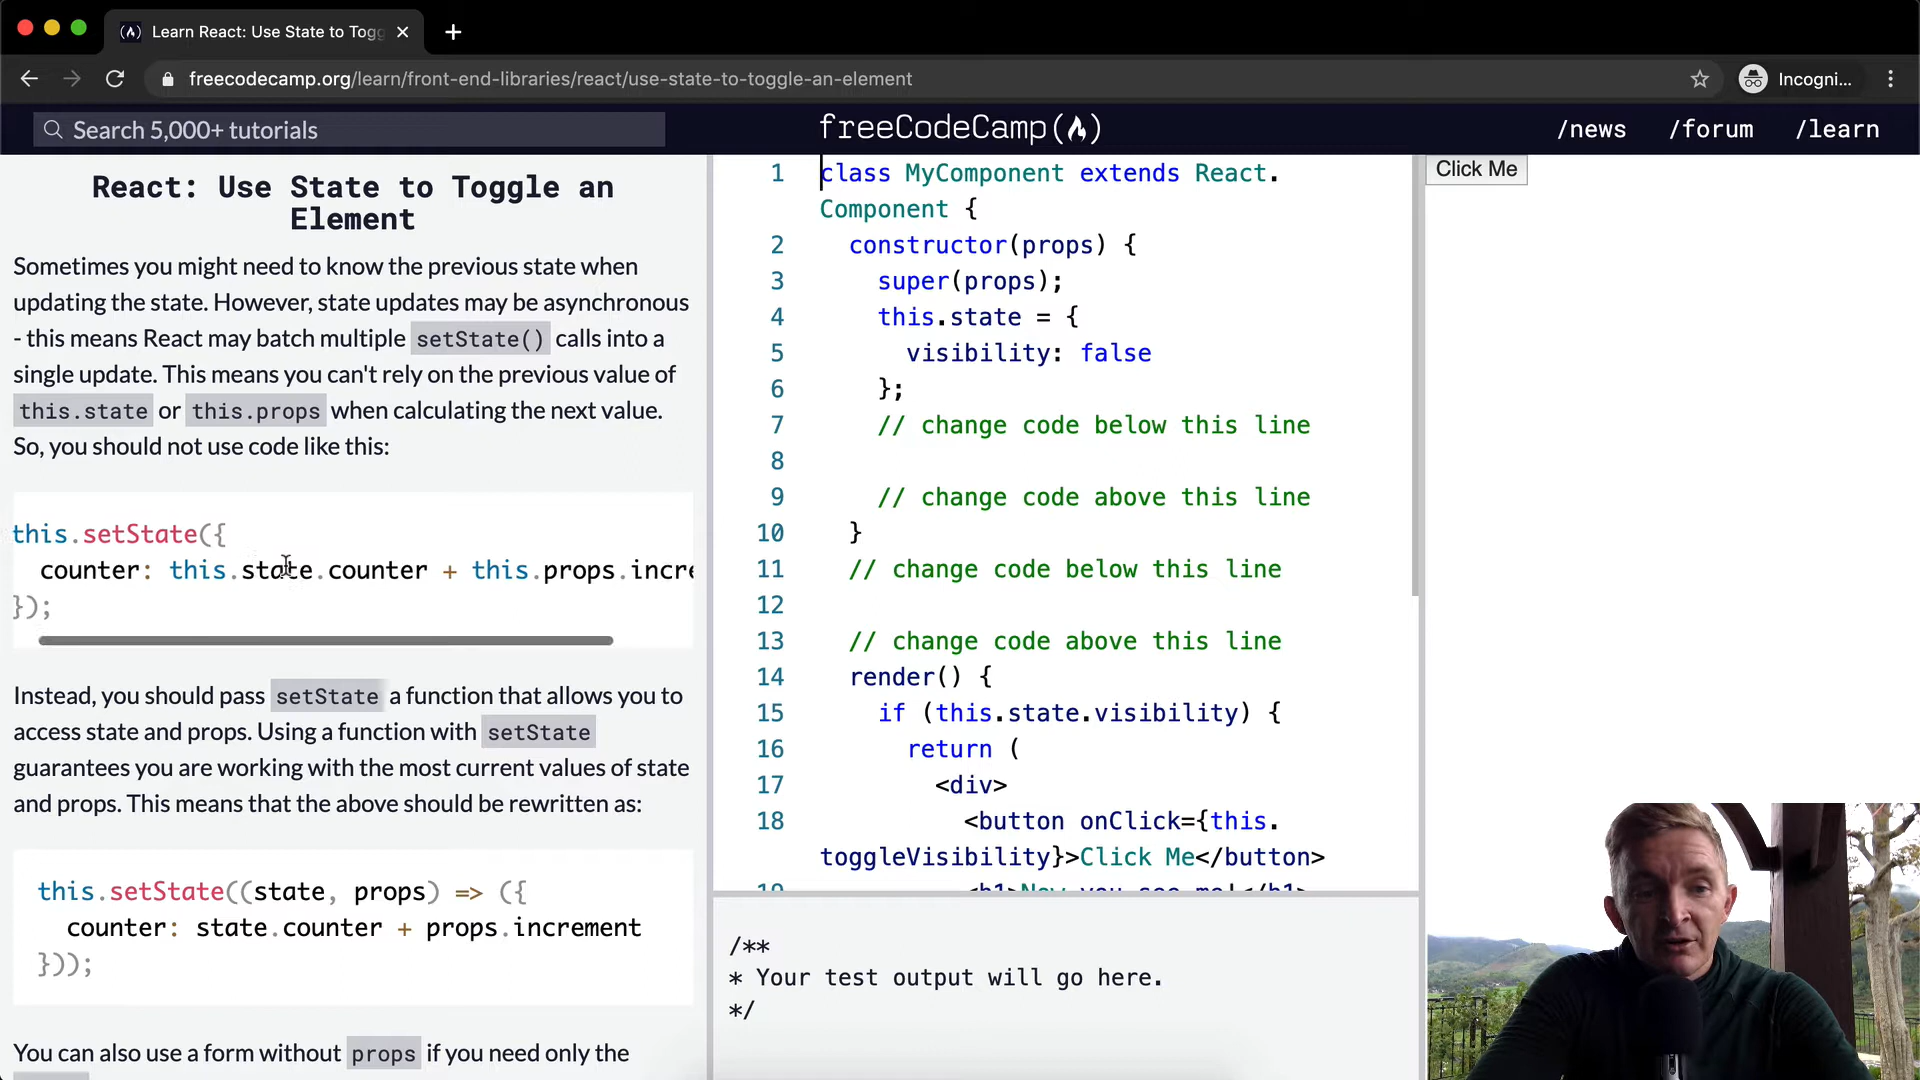 Learn React: Use State to Togg
freecodecamp.org/learn/front-end-libraries/react/use-state-to-toggle-an-element
Incogni...
Search 5,000+ tutorials
freeCodeCamp(🔥)
/news
/forum
/learn
React: Use State to Toggle an
Element
Sometimes you might need to know the previous state when
updating the state. However, state updates may be asynchronous
- this means React may batch multiple setState() calls into a
single update. This means you can't rely on the previous value of
this.state or this.props when calculating the next value.
So, you should not use code like this:
this.setState({
counter: this.state.counter + this.props.incre
});
Instead, you should pass setState a function that allows you to
access state and props. Using a function with setState
guarantees you are working with the most current values of state
and props. This means that the above should be rewritten as:
this.setState((state, props) => ({
counter: state.counter + props.increment
}));
You can also use a form without props if you need only the
1 class MyComponent extends React.
Component {
2 constructor(props) {
3 super(props);
4 this.state = {
5 visibility: false
6 };
7 // change code below this line
8
9 // change code above this line
10 }
11 // change code below this line
12
13 // change code above this line
14 render() {
15 if (this.state.visibility) {
16 return (
17 <div>
18 <button onClick={this.
toggleVisibility}>Click Me</button>
19 <h1>Now you see me!</h1>
/**
* Your test output will go here.
*/
Click Me